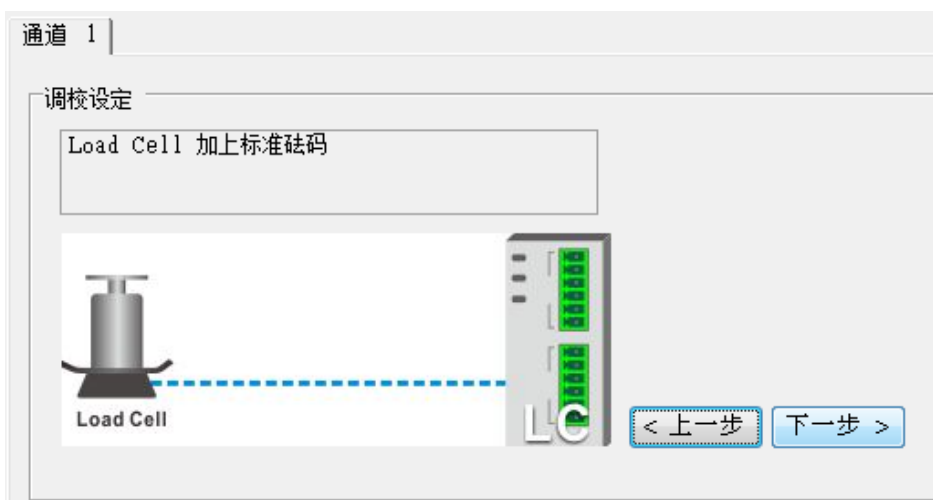 通道 1
调校设定
Load Cell 加上标准砝码
Load Cell
LC
< 上一步
下一步 >